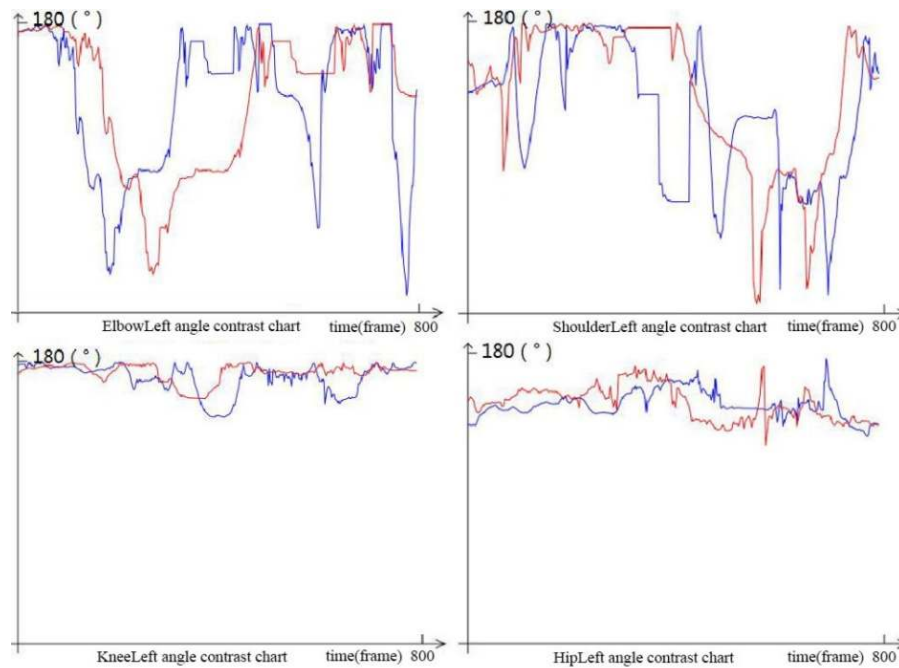 180(°)
180(°)
ElbowLeft angle contrast chart time(frame) 800
ShoulderLeft angle contrast chart time(frame) 800
180(°)
180(°)
KneeLeft angle contrast chart time(frame) 800
HipLeft angle contrast chart time(frame) 800